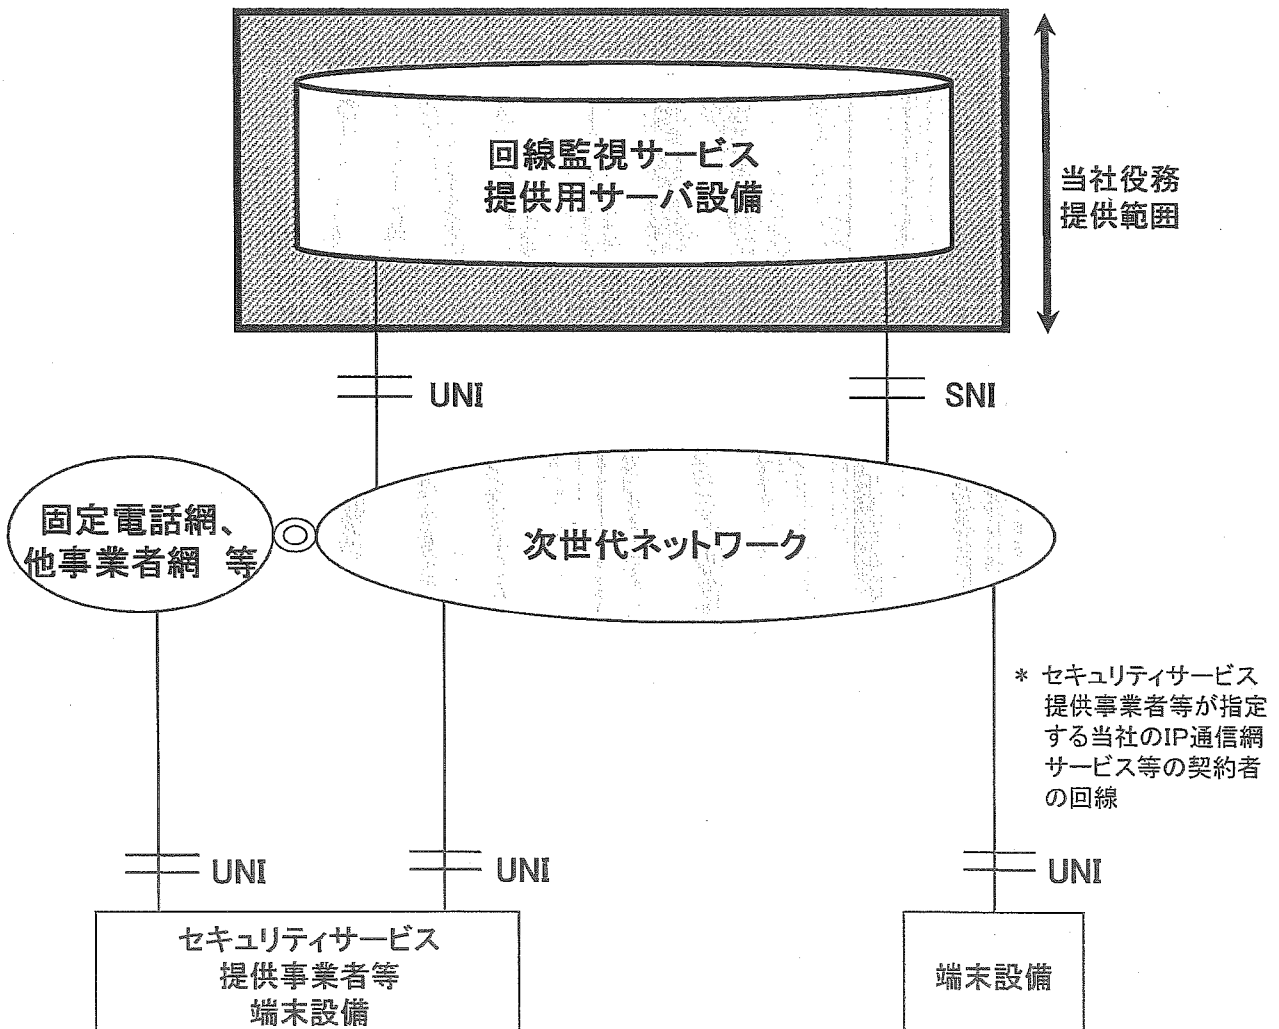 回線監視サービス
提供用サーバ設備
当社役務
提供範囲
UNI
SNI
固定電話網、
他事業者網 等
次世代ネットワーク
* セキュリティサービス
提供事業者等が指定
する当社のIP通信網
サービス等の契約者
の回線
UNI
UNI
UNI
セキュリティサービス
提供事業者等
端末設備
端末設備